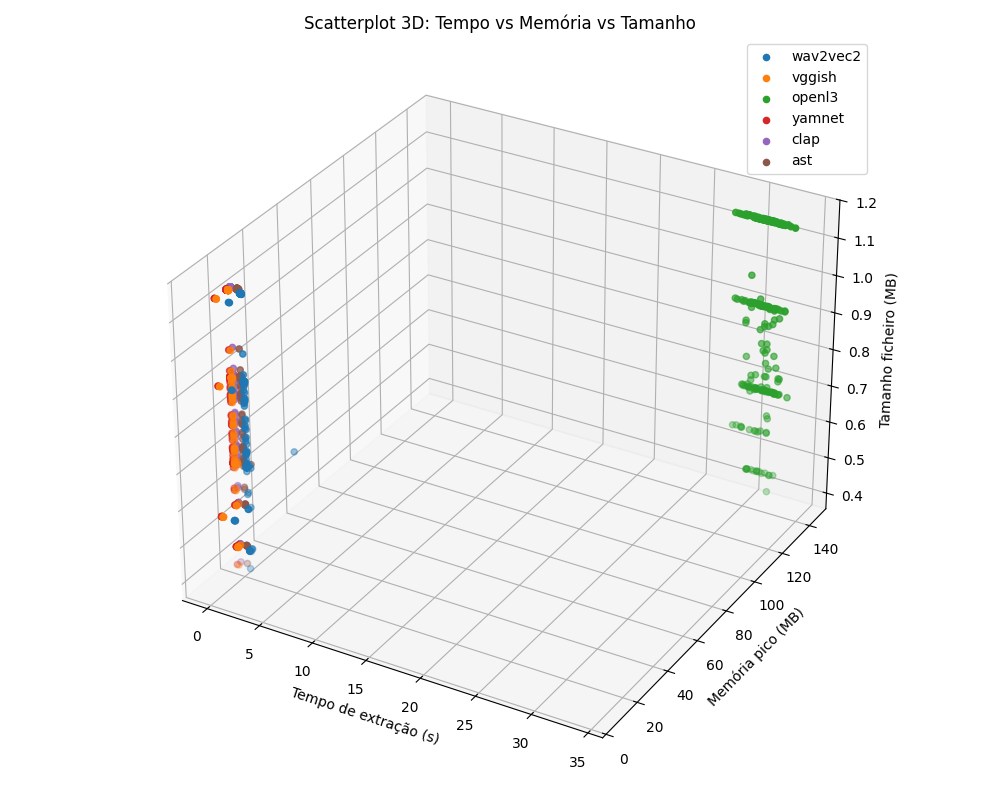 Scatterplot 3D: Tempo vs Memória vs Tamanho
wav2vec2
vggish
openl3
yamnet
clap
ast
1.2
1.1
1.0
0.9
0.8
0.7
0.6
0.5
0.4
Tamanho ficheiro (MB)
140
120
100
80
60
40
20
0
Memória pico (MB)
0
5
10
15
20
25
30
35
Tempo de extração (s)